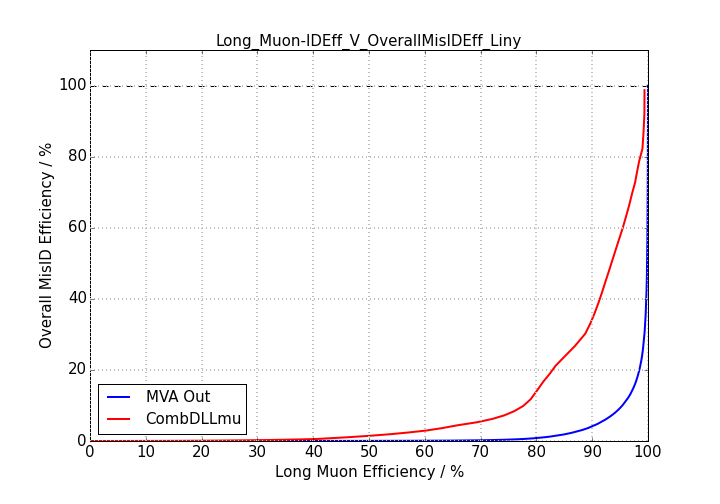 Long_Muon-IDEff_V_OverallMisIDEff_Liny
100
80
60
40
20
0
Overall MisID Efficiency / %
MVA Out
CombDLLmu
0 10 20 30 40 50 60 70 80 90 100
Long Muon Efficiency / %